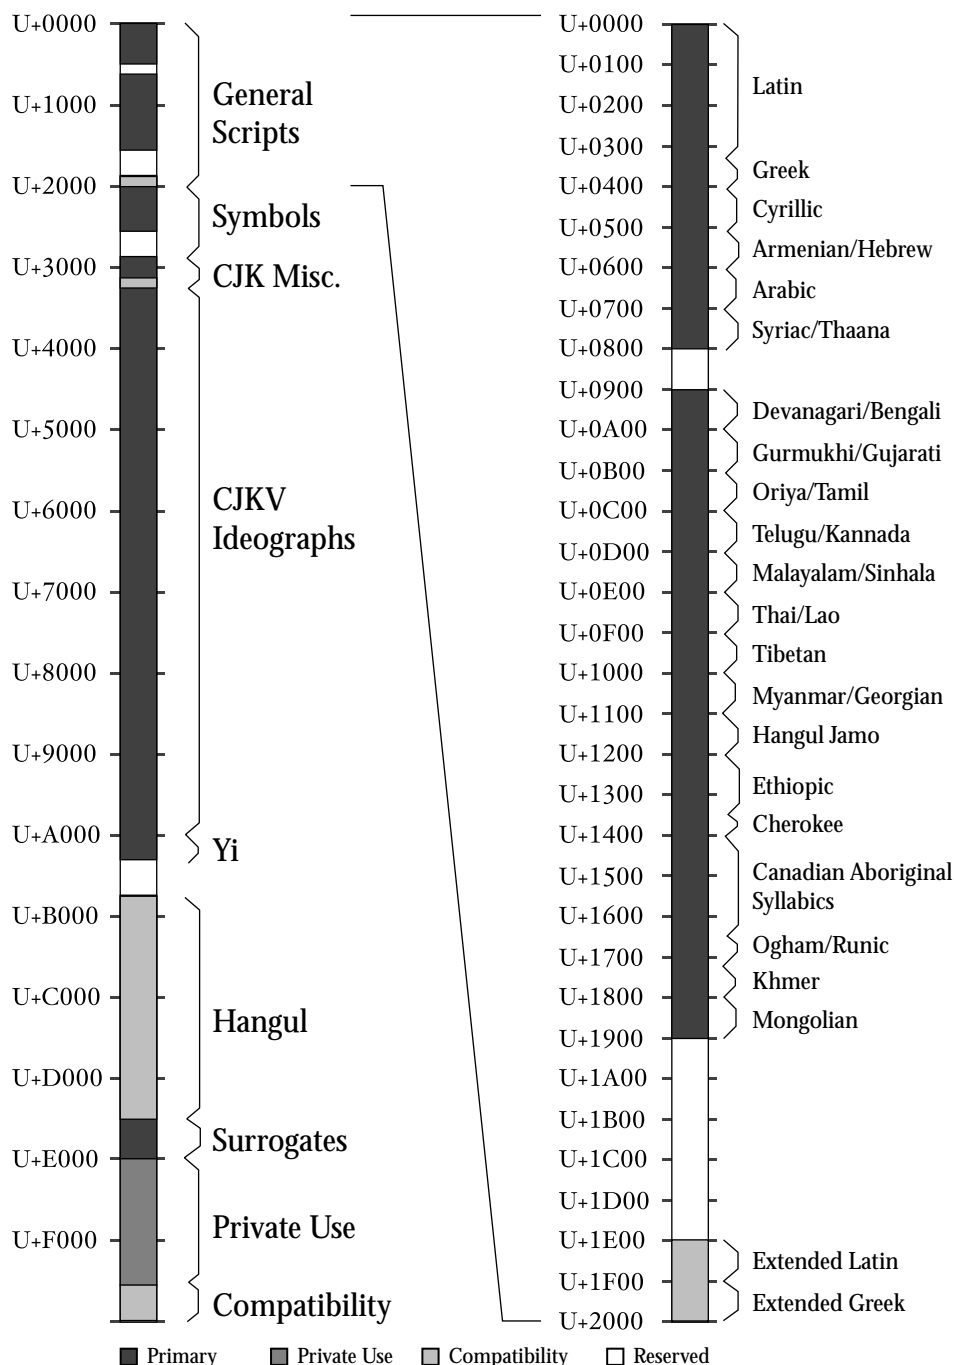 U+0000
U+1000
General
Scripts
U+2000
Symbols
U+3000
CJK Misc.
U+4000
U+5000
CJKV
U+6000
Ideographs
U+7000
U+8000
U+9000
U+A000
Yi
U+B000
U+C000
Hangul
U+D000
Surrogates
U+E000
Private Use
U+F000
Compatibility
U+0000
U+0100
Latin
U+0200
U+0300
Greek
U+0400
Cyrillic
U+0500
Armenian/Hebrew
U+0600
Arabic
U+0700
Syriac/Thaana
U+0800
U+0900
Devanagari/Bengali
U+0A00
Gurmukhi/Gujarati
U+0B00
Oriya/Tamil
U+0C00
Telugu/Kannada
U+0D00
Malayalam/Sinhala
U+0E00
Thai/Lao
U+0F00
Tibetan
U+1000
Myanmar/Georgian
U+1100
Hangul Jamo
U+1200
Ethiopic
U+1300
Cherokee
U+1400
Canadian Aboriginal
U+1500
Syllabics
U+1600
Ogham/Runic
U+1700
Khmer
U+1800
Mongolian
U+1900
U+1A00
U+1B00
U+1C00
U+1D00
U+1E00
Extended Latin
U+1F00
Extended Greek
U+2000
Primary Private Use Compatibility Reserved